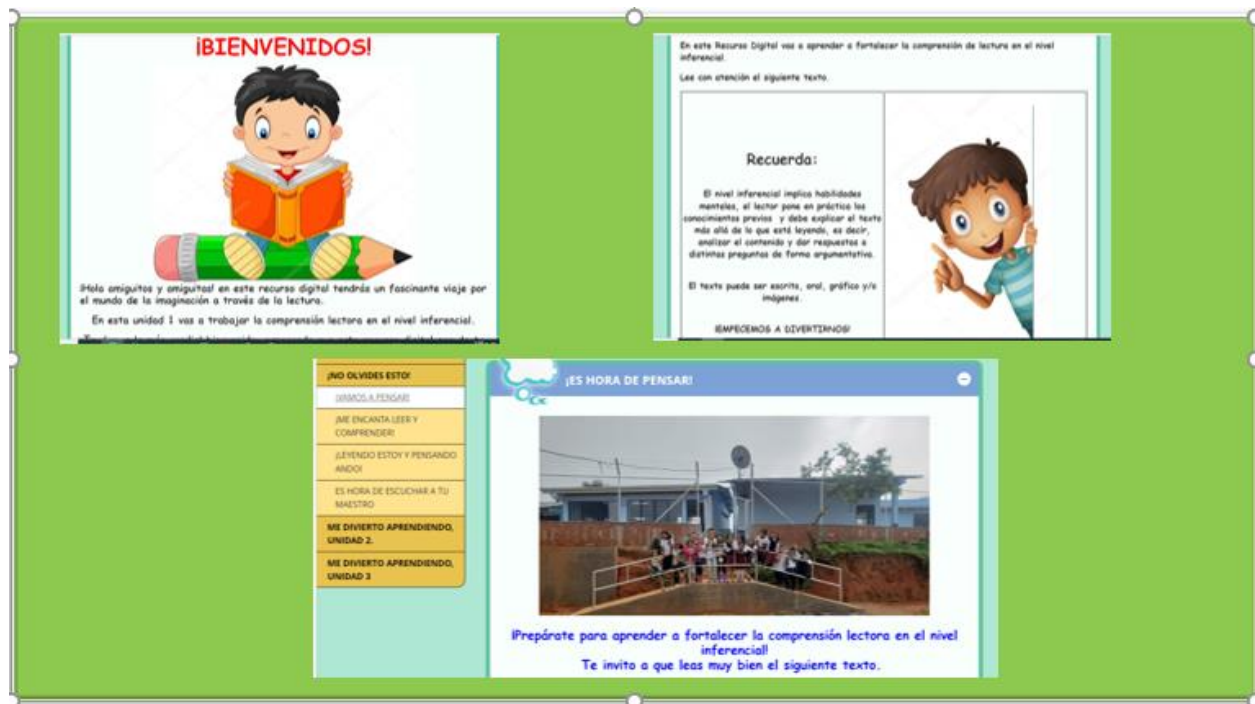 ¡BIENVENIDOS!
¡Hola amiguitos y amiguitas! en este recurso digital tendrás un fascinante viaje por
el mundo de la imaginación a través de la lectura.
En esta unidad 1 vas a trabajar la comprensión lectora en el nivel inferencial.
En este Recurso Digital vas a aprender a fortalecer la comprensión de lectura en el nivel
inferencial.
Lee con atención el siguiente texto.
Recuerda:
El nivel inferencial implica habilidades
mentales, el lector pone en práctica los
conocimientos previos y debe explicar el texto
más allá de lo que está leyendo, es decir,
analizar el contenido y dar respuestas a
distintas preguntas de forma argumentativa.
El texto puede ser escrito, oral, gráfico y/o
imágenes.
¡EMPECEMOS A DIVERTIRNOS!
¡NO OLVIDES ESTO!
¡VAMOS A PENSAR!
¡ME ENCANTA LEER Y
COMPRENDER!
¡LEYENDO ESTOY Y PENSANDO
ANDO!
ES HORA DE ESCUCHAR A TU
MAESTRO
ME DIVIERTO APRENDIENDO,
UNIDAD 2.
ME DIVIERTO APRENDIENDO,
UNIDAD 3
¡ES HORA DE PENSAR!
¡Prepárate para aprender a fortalecer la comprensión lectora en el nivel
inferencial!
Te invito a que leas muy bien el siguiente texto.